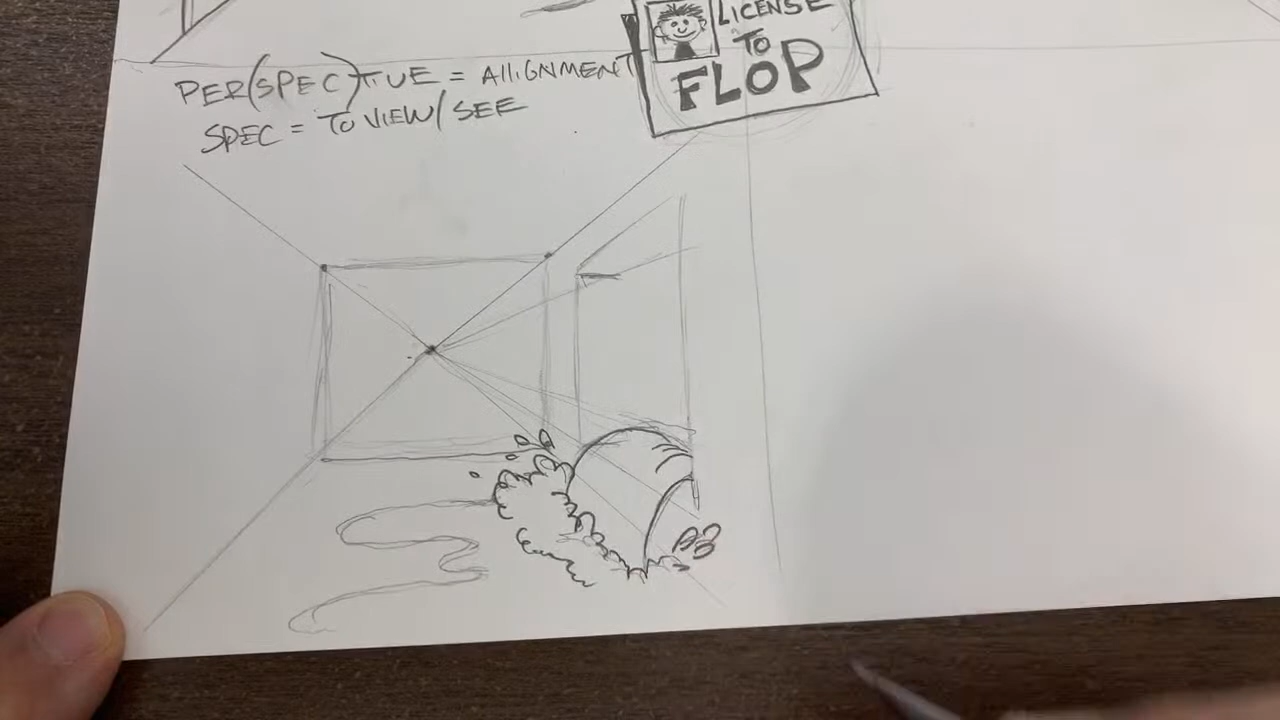 PER(SPEC)TIVE = AllIGNMENT
SPEC = TO VIEW/SEE
LICENSE
TO
FLOP